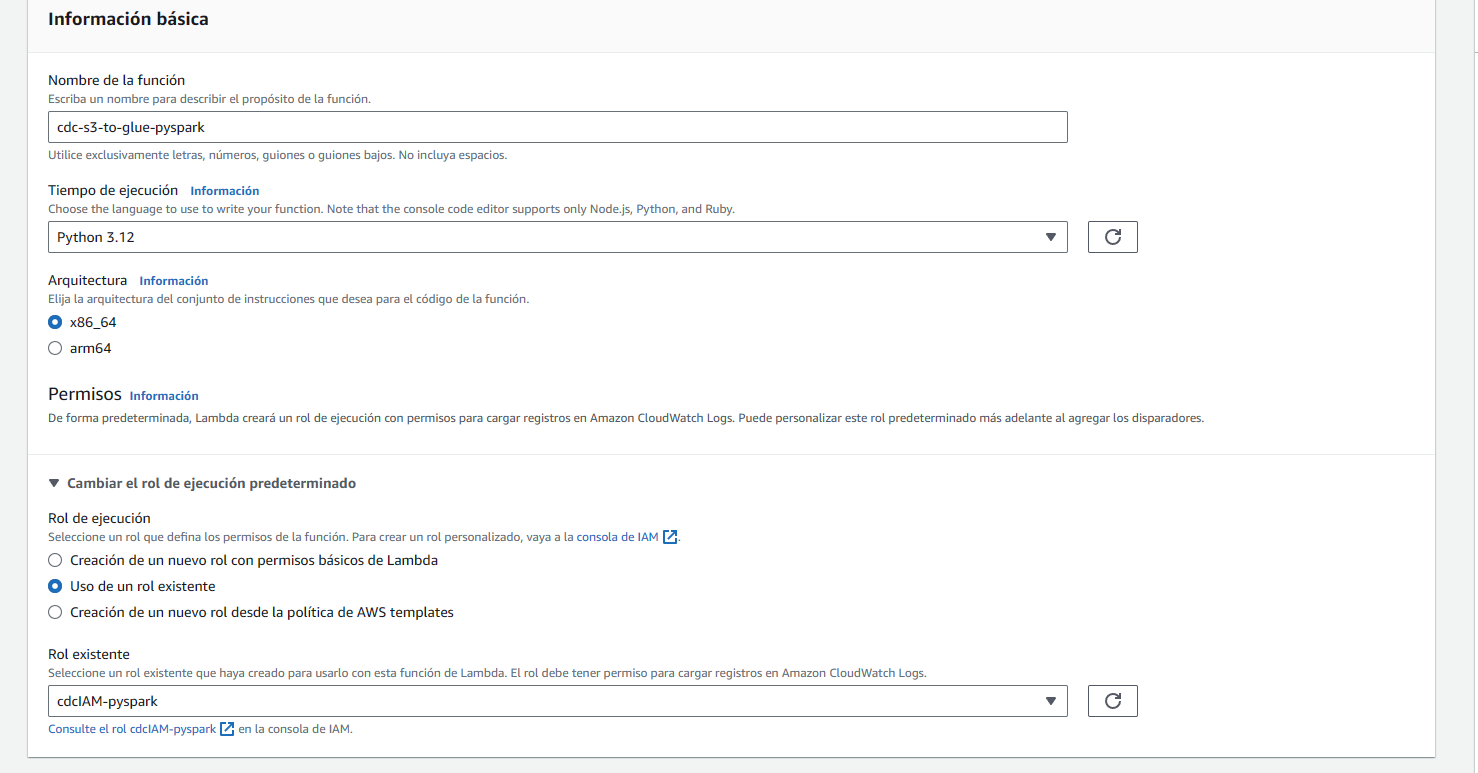 Información básica
Nombre de la función
Escriba un nombre para describir el propósito de la función.
cdc-s3-to-glue-pyspark
Utilice exclusivamente letras, números, guiones o guiones bajos. No incluya espacios.
Tiempo de ejecución Información
Choose the language to use to write your function. Note that the console code editor supports only Node.js, Python, and Ruby.
Python 3.12
Arquitectura Información
Elija la arquitectura del conjunto de instrucciones que desea para el código de la función.
x86_64
arm64
Permisos Información
De forma predeterminada, Lambda creará un rol de ejecución con permisos para cargar registros en Amazon CloudWatch Logs. Puede personalizar este rol predeterminado más adelante al agregar los disparadores.
Cambiar el rol de ejecución predeterminado
Rol de ejecución
Seleccione un rol que defina los permisos de la función. Para crear un rol personalizado, vaya a la consola de IAM.
Creación de un nuevo rol con permisos básicos de Lambda
Uso de un rol existente
Creación de un nuevo rol desde la política de AWS templates
Rol existente
Seleccione un rol existente que haya creado para usarlo con esta función de Lambda. El rol debe tener permiso para cargar registros en Amazon CloudWatch Logs.
cdcIAM-pyspark
Consulte el rol cdcIAM-pyspark en la consola de IAM.